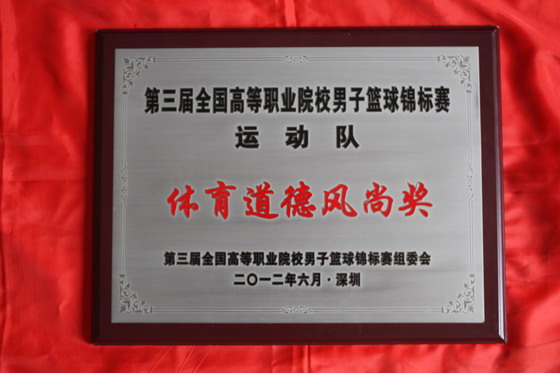 第三届全国高等职业院校男子篮球锦标赛
运动队
体育道德风尚奖
第三届全国高等职业院校男子篮球锦标赛组委会
二〇一二年六月·深圳